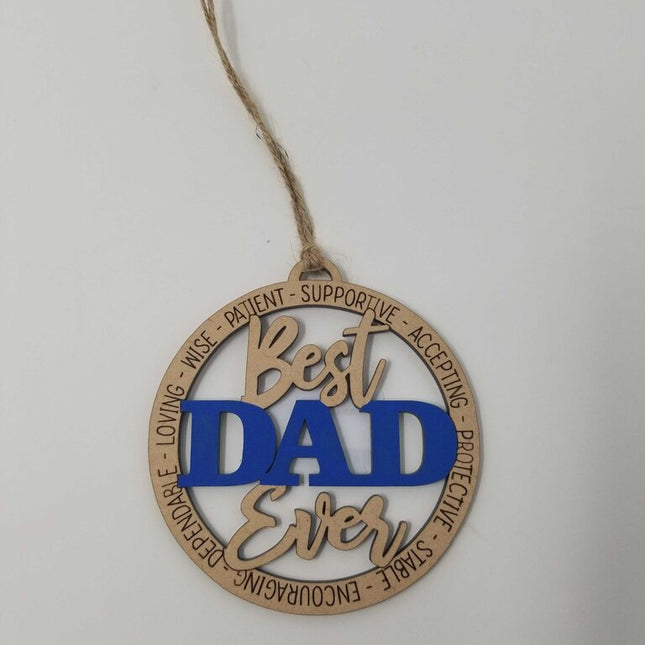 Best
DAD
Ever
WISE - PATIENT - SUPPORTIVE - ACCEPTING - PROTECTIVE - STABLE - ENCOURAGING - DEPENDABLE - LOVING -